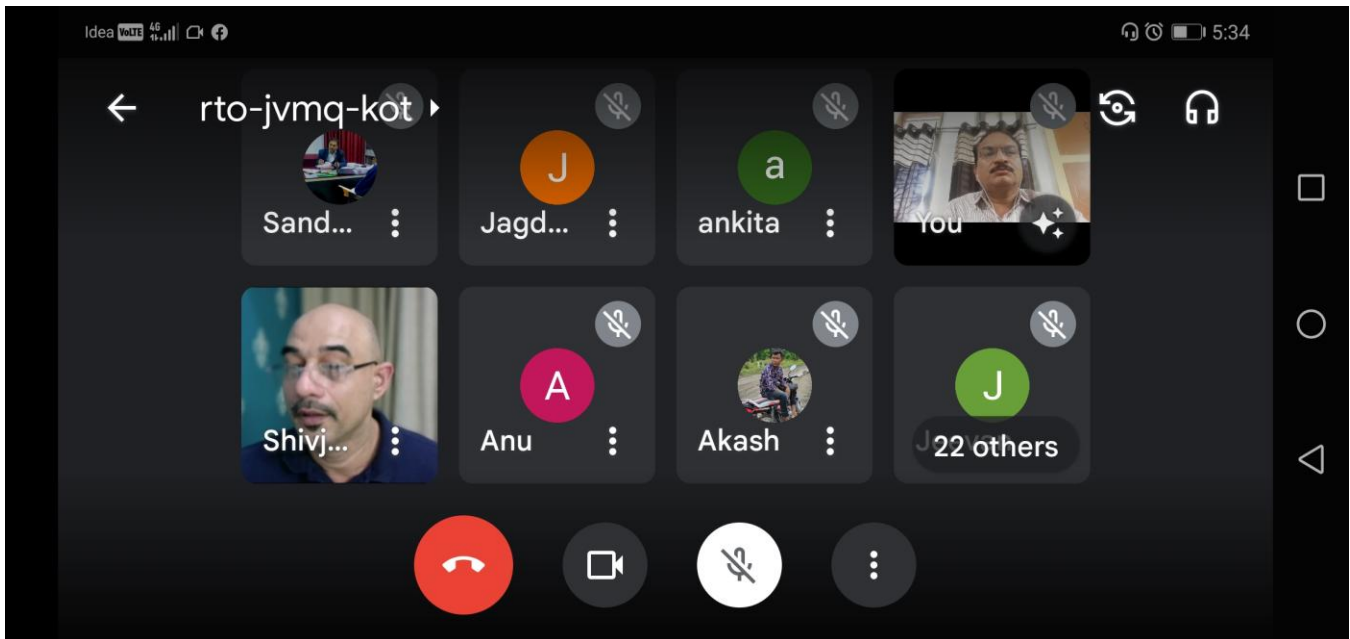 Idea VoLTE 4G 5:34
rto-jvmq-kot
J
a
Sand...
Jagd...
ankita
You
A
J
Shivj...
Anu
Akash
22 others